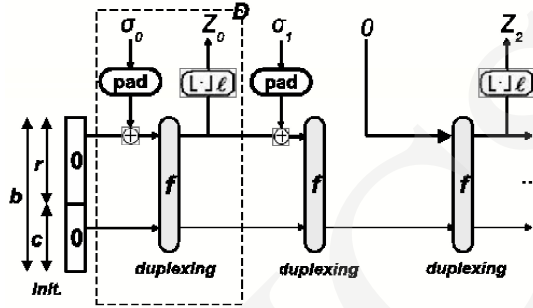 D
σ₀ Z₀ σ₁ 0 Z₂
pad ⌊·⌋ℓ pad ⌊·⌋ℓ
0
r
b
f f f
c
0
..
duplexing duplexing duplexing
init.